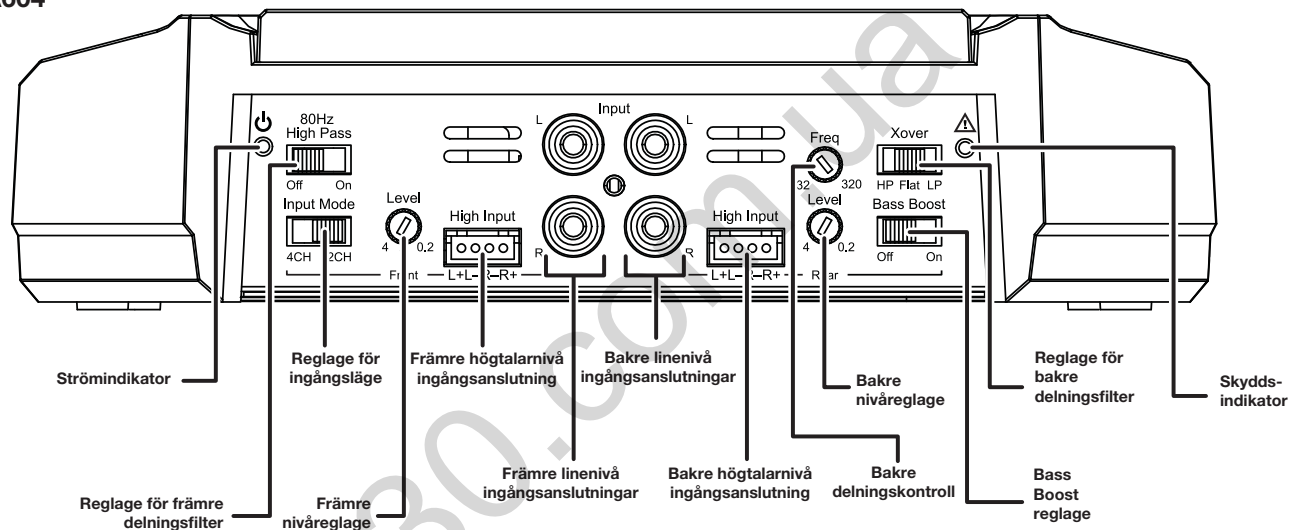 Input
80Hz
High Pass
Off On
Input Mode
4CH 2CH
Level
4 0.2
High Input
L+L–R–R+
Front
L
R
L
R
High Input
L+L–R–R+
Freq
32 320
Level
4 0.2
Rear
Xover
HP Flat LP
Bass Boost
Off On
Strömindikator
Reglage för
ingångsläge
Främre högtalarnivå
ingångsanslutning
Bakre linenivå
ingångsanslutningar
Bakre
nivåreglage
Reglage för
bakre
delningsfilter
Skydds-
indikator
Reglage för främre
delningsfilter
Främre
nivåreglage
Främre linenivå
ingångsanslutningar
Bakre högtalarnivå
ingångsanslutning
Bakre
delningskontroll
Bass
Boost
reglage
30.com.ua